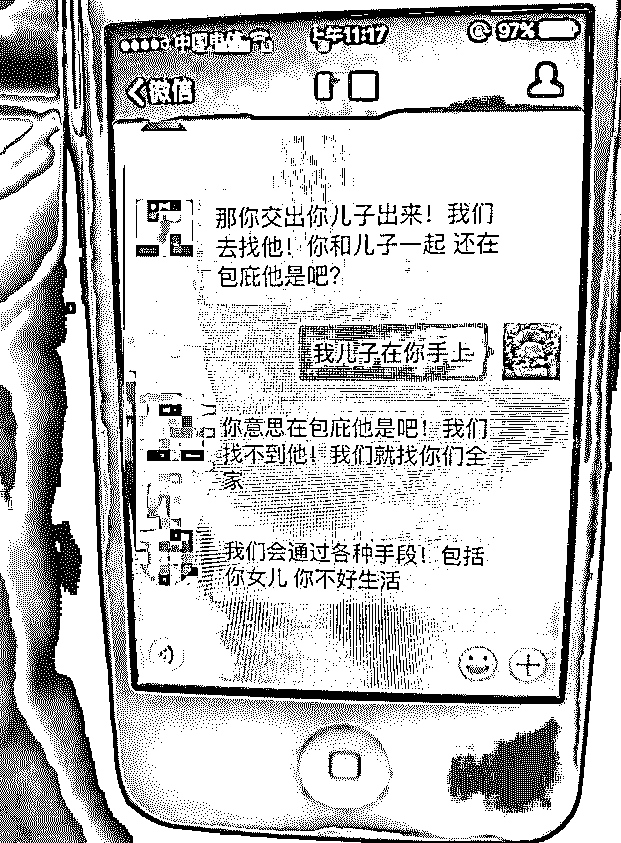 中国电信
上午11:17
97%
微信
那你交出你儿子出来！我们
去找他！你和儿子一起 还在
包庇他是吧？
我儿子在你手上
你意思在包庇他是吧！我们
找不到他！我们就找你们全
家
我们会通过各种手段！包括
你女儿 你不好生活